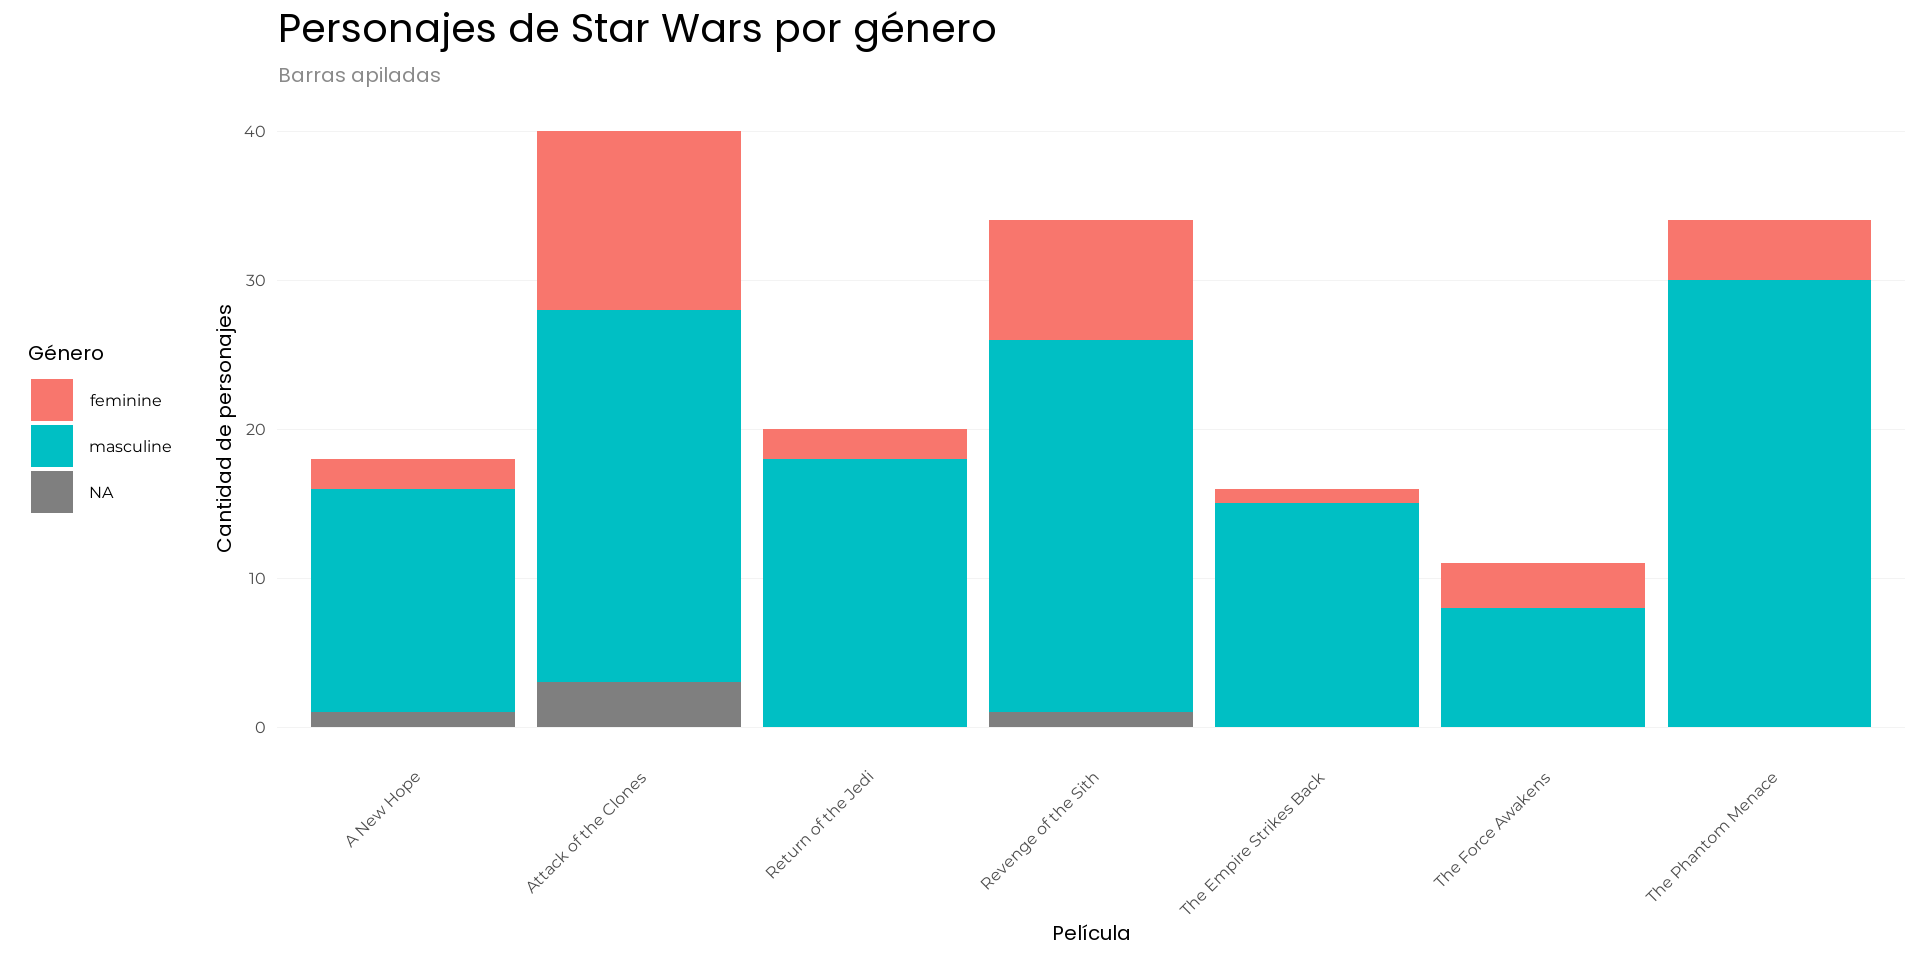 Personajes de Star Wars por género
Barras apiladas
Género
feminine
masculine
NA
Cantidad de personajes
40
30
20
10
0
A New Hope
Attack of the Clones
Return of the Jedi
Revenge of the Sith
The Empire Strikes Back
The Force Awakens
The Phantom Menace
Película